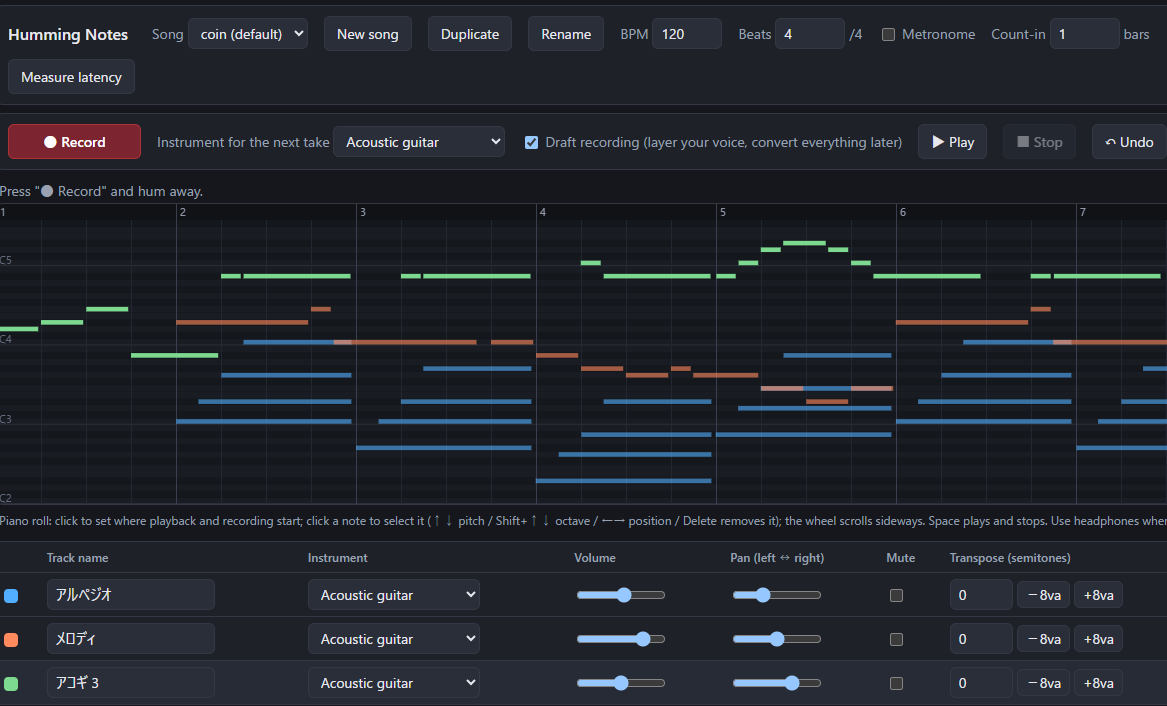 Humming Notes Song coin (default) New song Duplicate Rename BPM 120 Beats 4 /4 Metronome Count-in 1 bars
Measure latency
● Record Instrument for the next take Acoustic guitar Draft recording (layer your voice, convert everything later) ▶ Play ■ Stop ↶ Undo
Press "● Record" and hum away.
1 2 3 4 5 6 7
C5
C4
C3
C2
Piano roll: click to set where playback and recording start; click a note to select it (↑ ↓ pitch / Shift+↑ ↓ octave / ←→ position / Delete removes it); the wheel scrolls sideways. Space plays and stops. Use headphones
Track name Instrument Volume Pan (left ↔ right) Mute Transpose (semitones)
アルペジオ Acoustic guitar 0 −8va +8va
メロディ Acoustic guitar 0 −8va +8va
アコギ 3 Acoustic guitar 0 −8va +8va